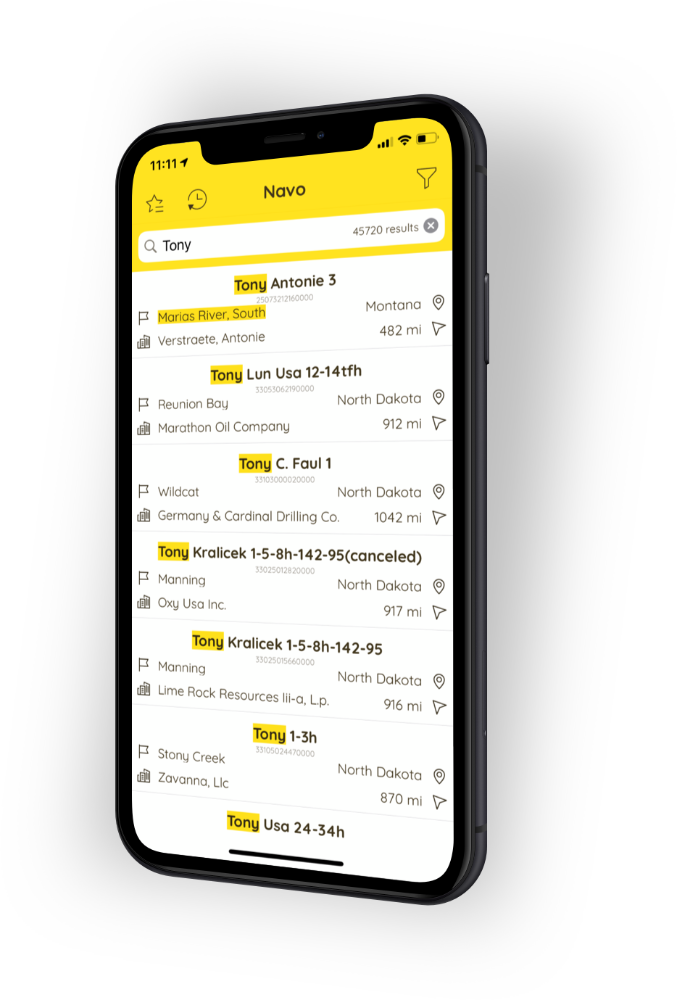 11:11
Navo
Tony 45720 results
Tony Antonie 3
25073212160000
Marias River, South Montana
Verstraete, Antonie 482 mi
Tony Lun Usa 12-14tfh
33053062190000
Reunion Bay North Dakota
Marathon Oil Company 912 mi
Tony C. Faul 1
33103000020000
Wildcat North Dakota
Germany & Cardinal Drilling Co. 1042 mi
Tony Kralicek 1-5-8h-142-95(canceled)
33025012820000
Manning North Dakota
Oxy Usa Inc. 917 mi
Tony Kralicek 1-5-8h-142-95
33025015660000
Manning North Dakota
Lime Rock Resources Iii-a, L.p. 916 mi
Tony 1-3h
33105024470000
Stony Creek North Dakota
Zavanna, Llc 870 mi
Tony Usa 24-34h